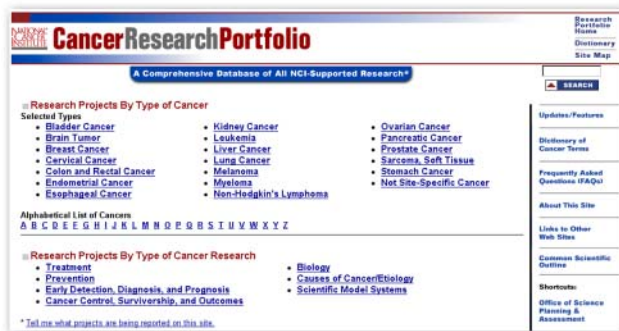 NATIONAL
CANCER
INSTITUTE
CancerResearchPortfolio
Research
Portfolio
Home
Dictionary
Site Map
A Comprehensive Database of All NCI-Supported Research*
SEARCH
Research Projects By Type of Cancer
Selected Types
Bladder Cancer
Brain Tumor
Breast Cancer
Cervical Cancer
Colon and Rectal Cancer
Endometrial Cancer
Esophageal Cancer
Kidney Cancer
Leukemia
Liver Cancer
Lung Cancer
Melanoma
Myeloma
Non-Hodgkin's Lymphoma
Ovarian Cancer
Pancreatic Cancer
Prostate Cancer
Sarcoma, Soft Tissue
Stomach Cancer
Not Site-Specific Cancer
Alphabetical List of Cancers
A B C D E F G H I J K L M N O P Q R S T U V W X Y Z
Research Projects By Type of Cancer Research
Treatment
Prevention
Early Detection, Diagnosis, and Prognosis
Cancer Control, Survivorship, and Outcomes
Biology
Causes of Cancer/Etiology
Scientific Model Systems
* Tell me what projects are being reported on this site.
Updates/Features
Dictionary of
Cancer Terms
Frequently Asked
Questions (FAQs)
About This Site
Links to Other
Web Sites
Common Scientific
Outline
Shortcuts:
Office of Science
Planning &
Assessment